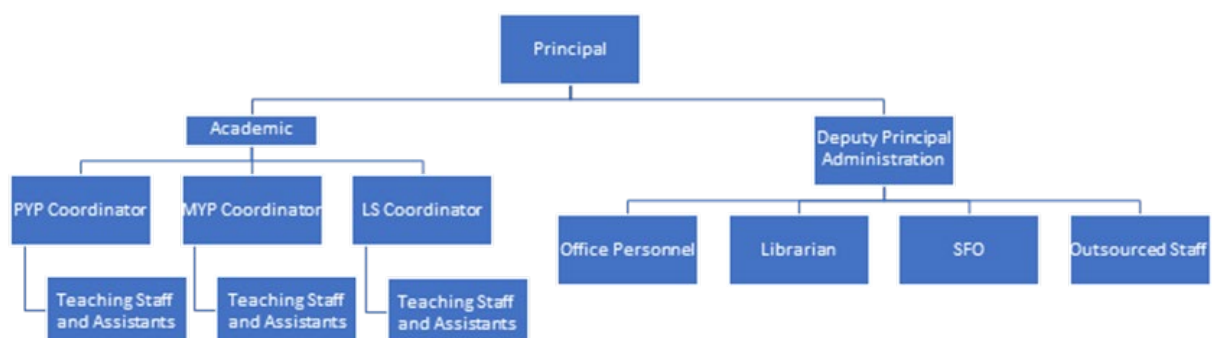 Principal
Academic
Deputy Principal
Administration
PYP Coordinator
MYP Coordinator
LS Coordinator
Office Personnel
Librarian
SFO
Outsourced Staff
Teaching Staff
and Assistants
Teaching Staff
and Assistants
Teaching Staff
and Assistants